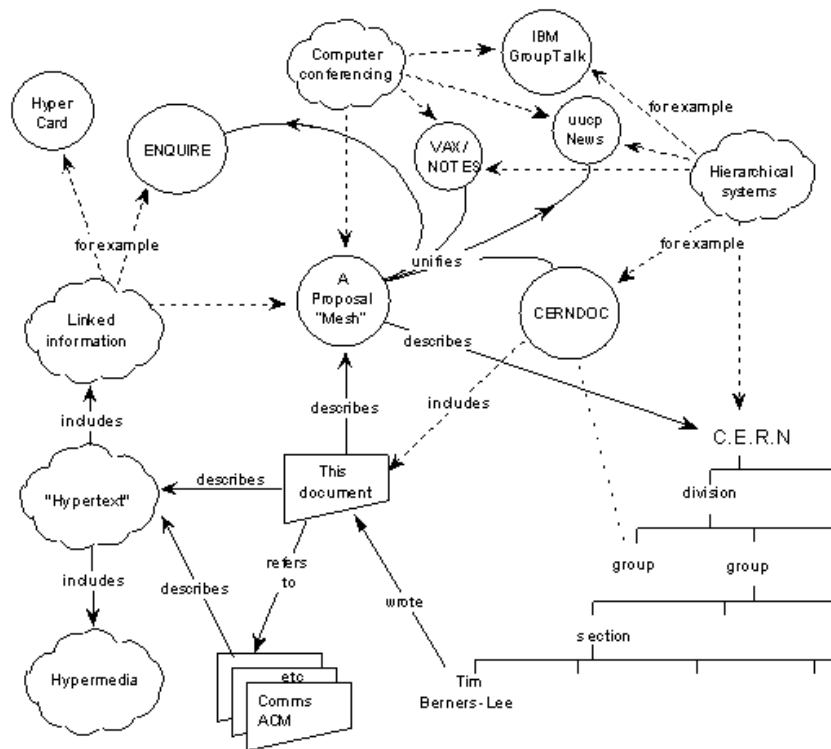 IBM
GroupTalk
Computer
conferencing
Hyper
Card
for example
uucp
News
ENQUIRE
VAX/
NOTES
Hierarchical
systems
for example
unifies
for example
A
Proposal
"Mesh"
CERNDOC
Linked
information
describes
includes
describes
includes
C.E.R.N
This
document
describes
division
"Hypertext"
refers
to
group
group
includes
describes
wrote
section
Hypermedia
etc
Tim
Berners-Lee
Comms
ACM